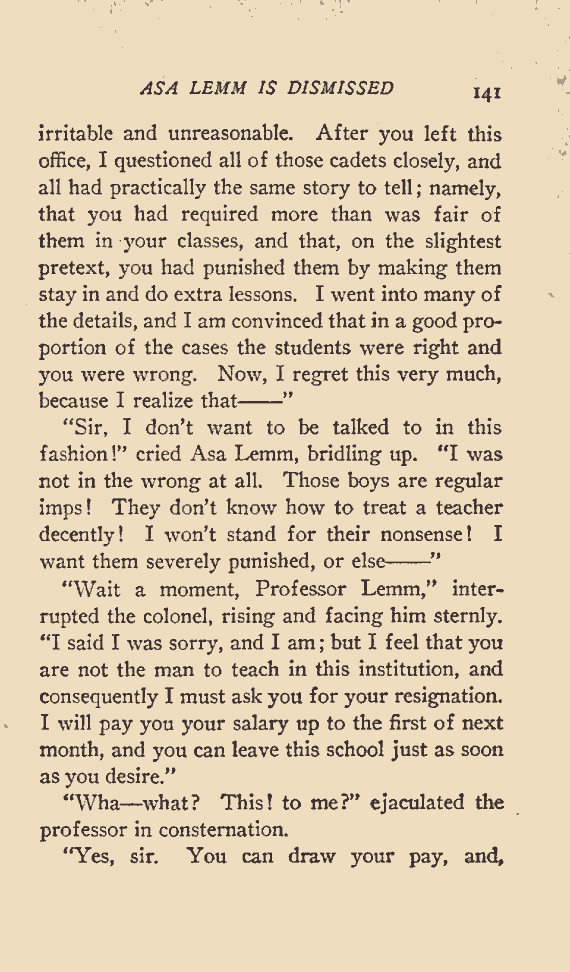 ASA LEMM IS DISMISSED 141
irritable and unreasonable. After you left this
office, I questioned all of those cadets closely, and
all had practically the same story to tell; namely,
that you had required more than was fair of
them in your classes, and that, on the slightest
pretext, you had punished them by making them
stay in and do extra lessons. I went into many of
the details, and I am convinced that in a good pro-
portion of the cases the students were right and
you were wrong. Now, I regret this very much,
because I realize that——"
"Sir, I don't want to be talked to in this
fashion!" cried Asa Lemm, bridling up. "I was
not in the wrong at all. Those boys are regular
imps! They don't know how to treat a teacher
decently! I won't stand for their nonsense! I
want them severely punished, or else——"
"Wait a moment, Professor Lemm," inter-
rupted the colonel, rising and facing him sternly.
"I said I was sorry, and I am; but I feel that you
are not the man to teach in this institution, and
consequently I must ask you for your resignation.
I will pay you your salary up to the first of next
month, and you can leave this school just as soon
as you desire."
"Wha—what? This! to me?" ejaculated the
professor in consternation.
"Yes, sir. You can draw your pay, and,